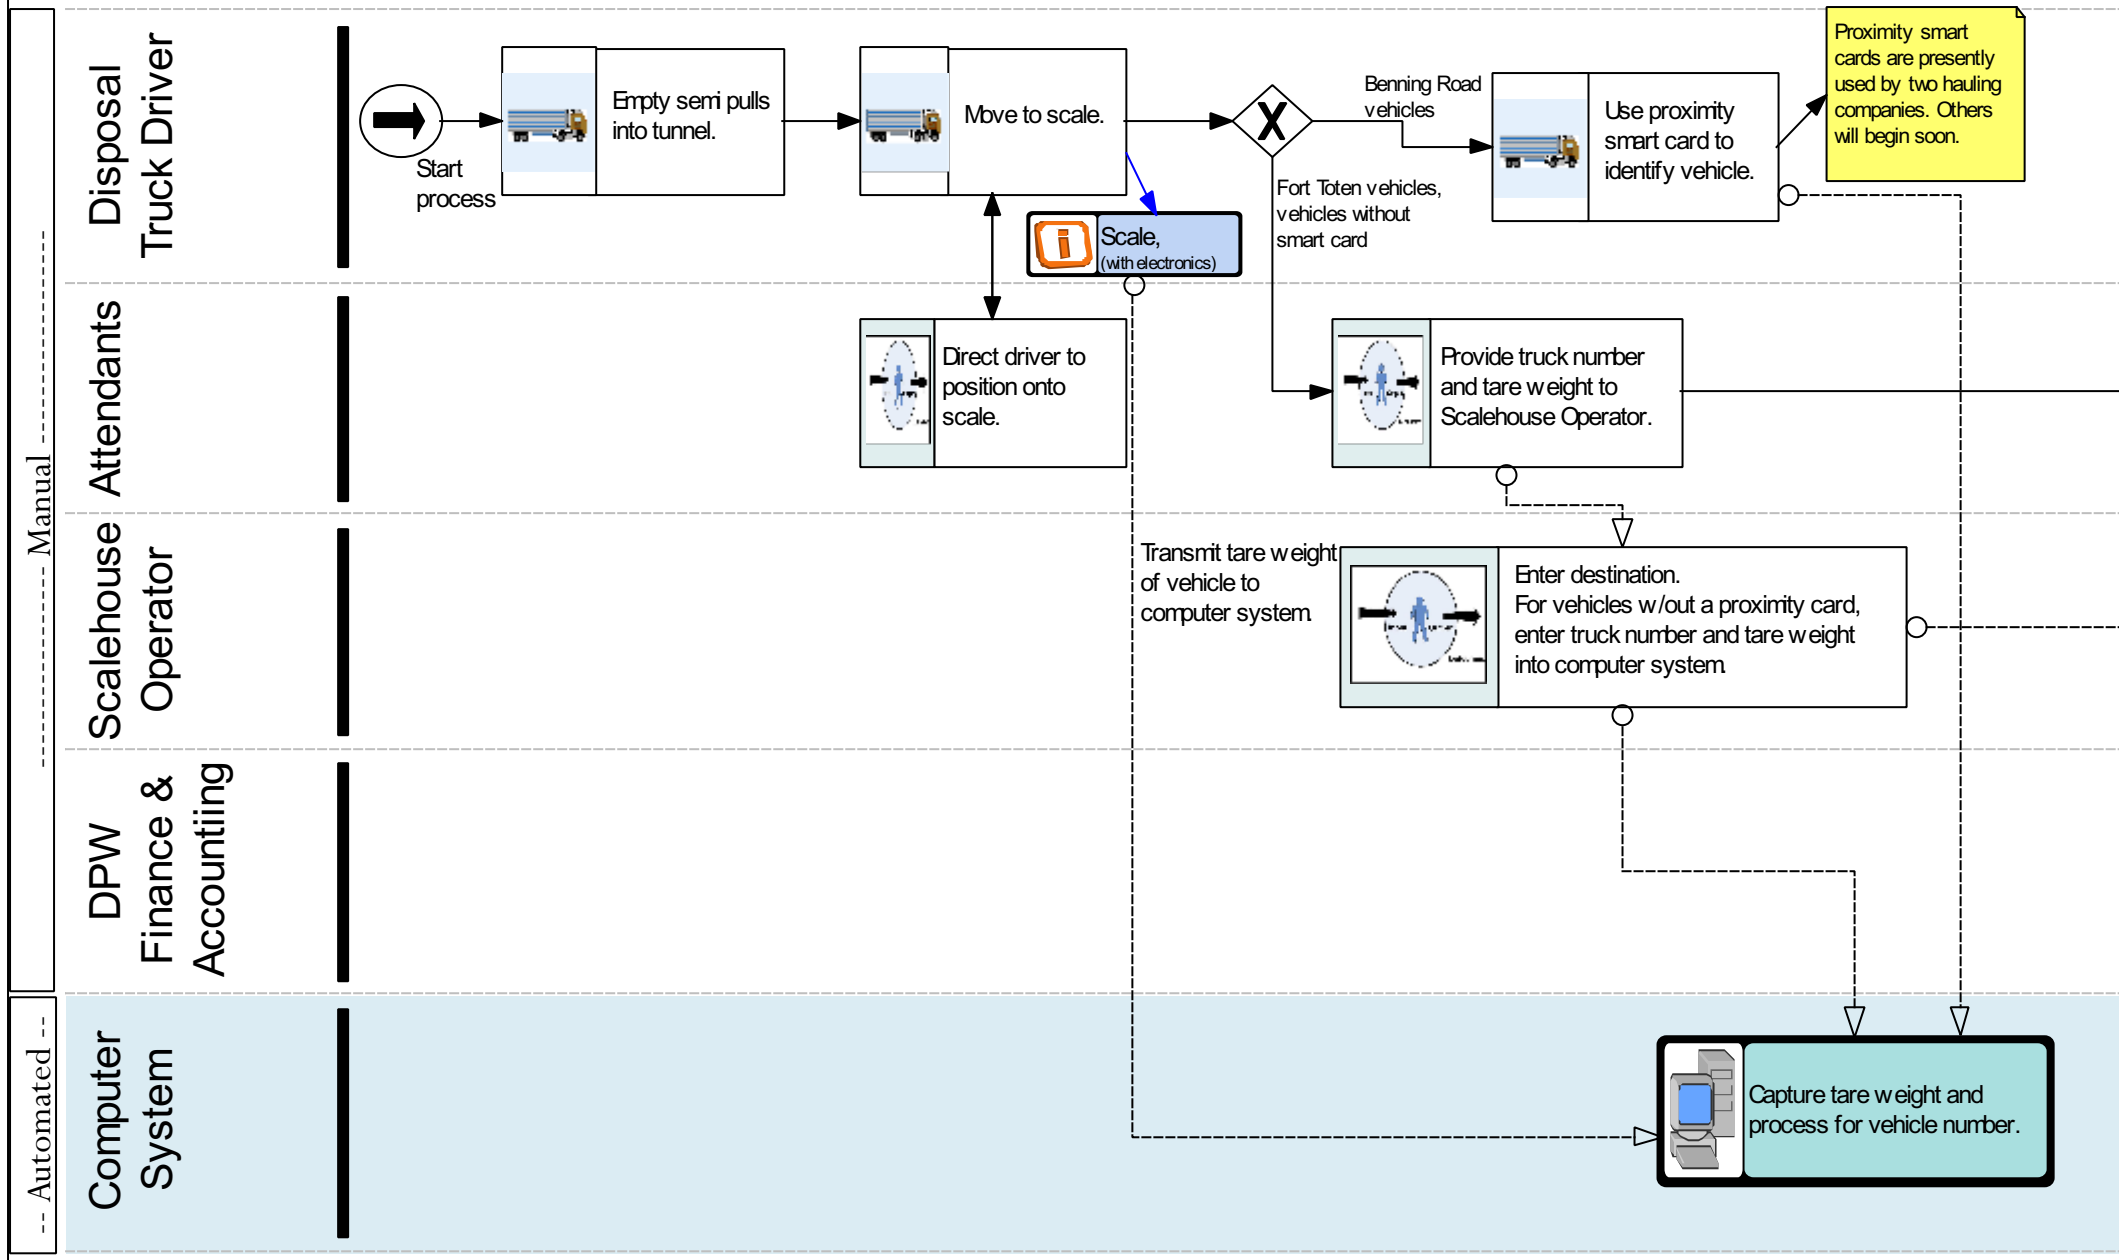 Manual
Automated
Disposal
Truck Driver
Start
process
Empty semi pulls
into tunnel.
Move to scale.
Scale,
(with electronics)
Benning Road
vehicles
Fort Toten vehicles,
vehicles without
smart card
Use proximity
smart card to
identify vehicle.
Proximity smart
cards are presently
used by two hauling
companies. Others
will begin soon.
Attendants
Direct driver to
position onto
scale.
Provide truck number
and tare weight to
Scalehouse Operator.
Scalehouse
Operator
Transmit tare weight
of vehicle to
computer system.
Enter destination.
For vehicles w/out a proximity card,
enter truck number and tare weight
into computer system.
DPW
Finance &
Accountiing
Computer
System
Capture tare weight and
process for vehicle number.